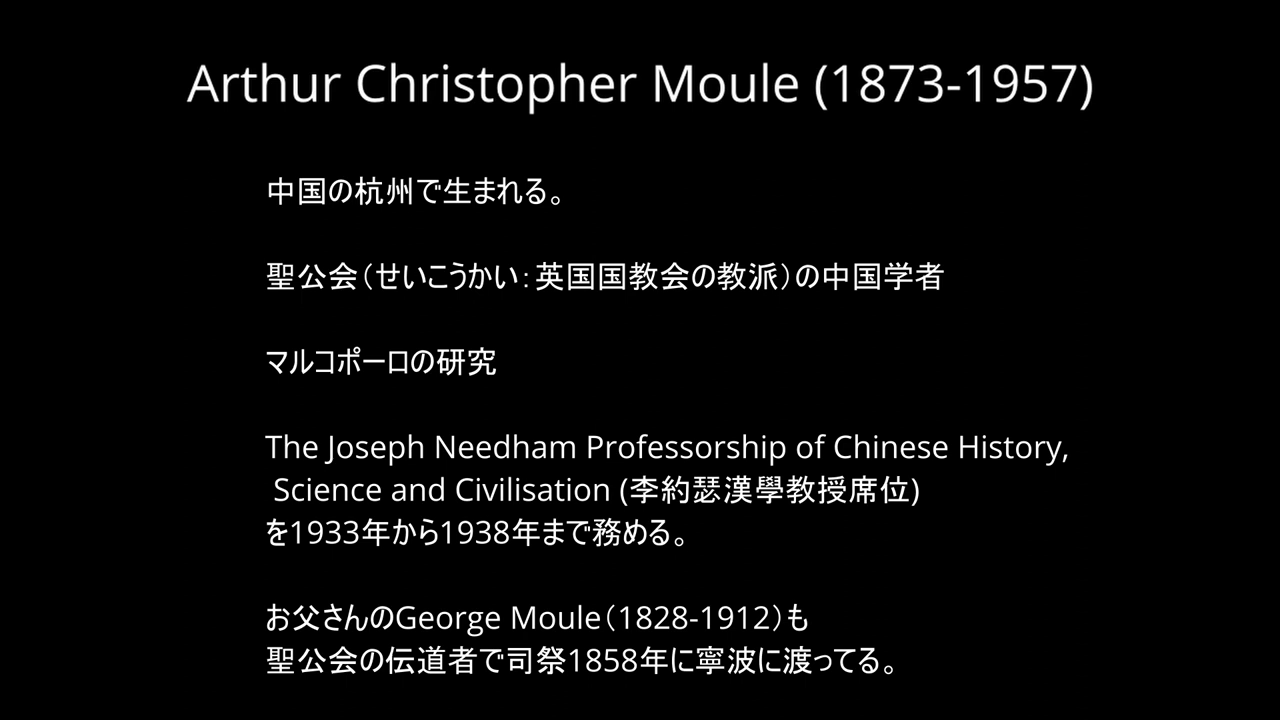 Arthur Christopher Moule (1873-1957)
中国の杭州で生まれる。
聖公会（せいこうかい：英国国教会の教派）の中国学者
マルコポーロの研究
The Joseph Needham Professorship of Chinese History,
Science and Civilisation (李約瑟漢學教授席位)
を1933年から1938年まで務める。
お父さんのGeorge Moule（1828-1912）も
聖公会の伝道者で司祭1858年に寧波に渡ってる。